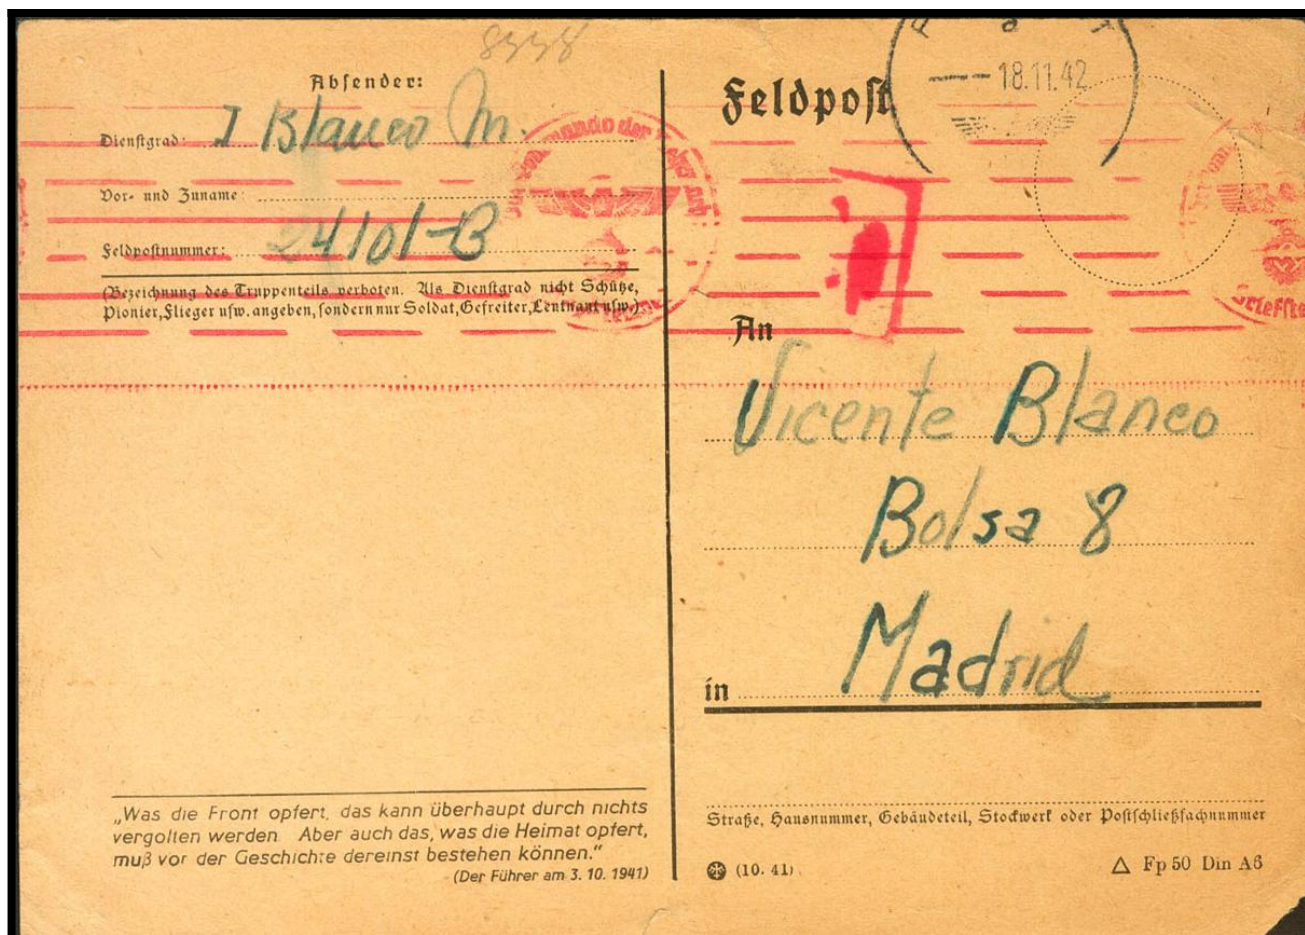 8338
Absender:
Dienstgrad: J Blanco M.
Vor- und Zuname:
Feldpostnummer: 24101-B
(Bezeichnung des Truppenteils verboten. Als Dienstgrad nicht Schütze,
Pionier, Flieger usw. angeben, sondern nur Soldat, Gefreiter, Leutnant usw.)
„Was die Front opfert, das kann überhaupt durch nichts
vergolten werden. Aber auch das, was die Heimat opfert,
muß vor der Geschichte dereinst bestehen können.“
(Der Führer am 3. 10. 1941)
Feldpost
18.11.42
An
Vicente Blanco
Bolsa 8
in Madrid
Straße, Hausnummer, Gebäudeteil, Stockwerk oder Postschließfachnummer
(10. 41)
Fp 50 Din A6